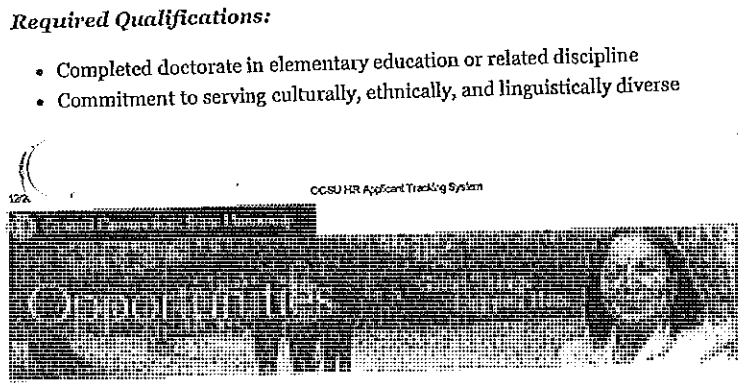 Required Qualifications:
• Completed doctorate in elementary education or related discipline
• Commitment to serving culturally, ethnically, and linguistically diverse
CCSU HR Applicant Tracking System
Opportunities